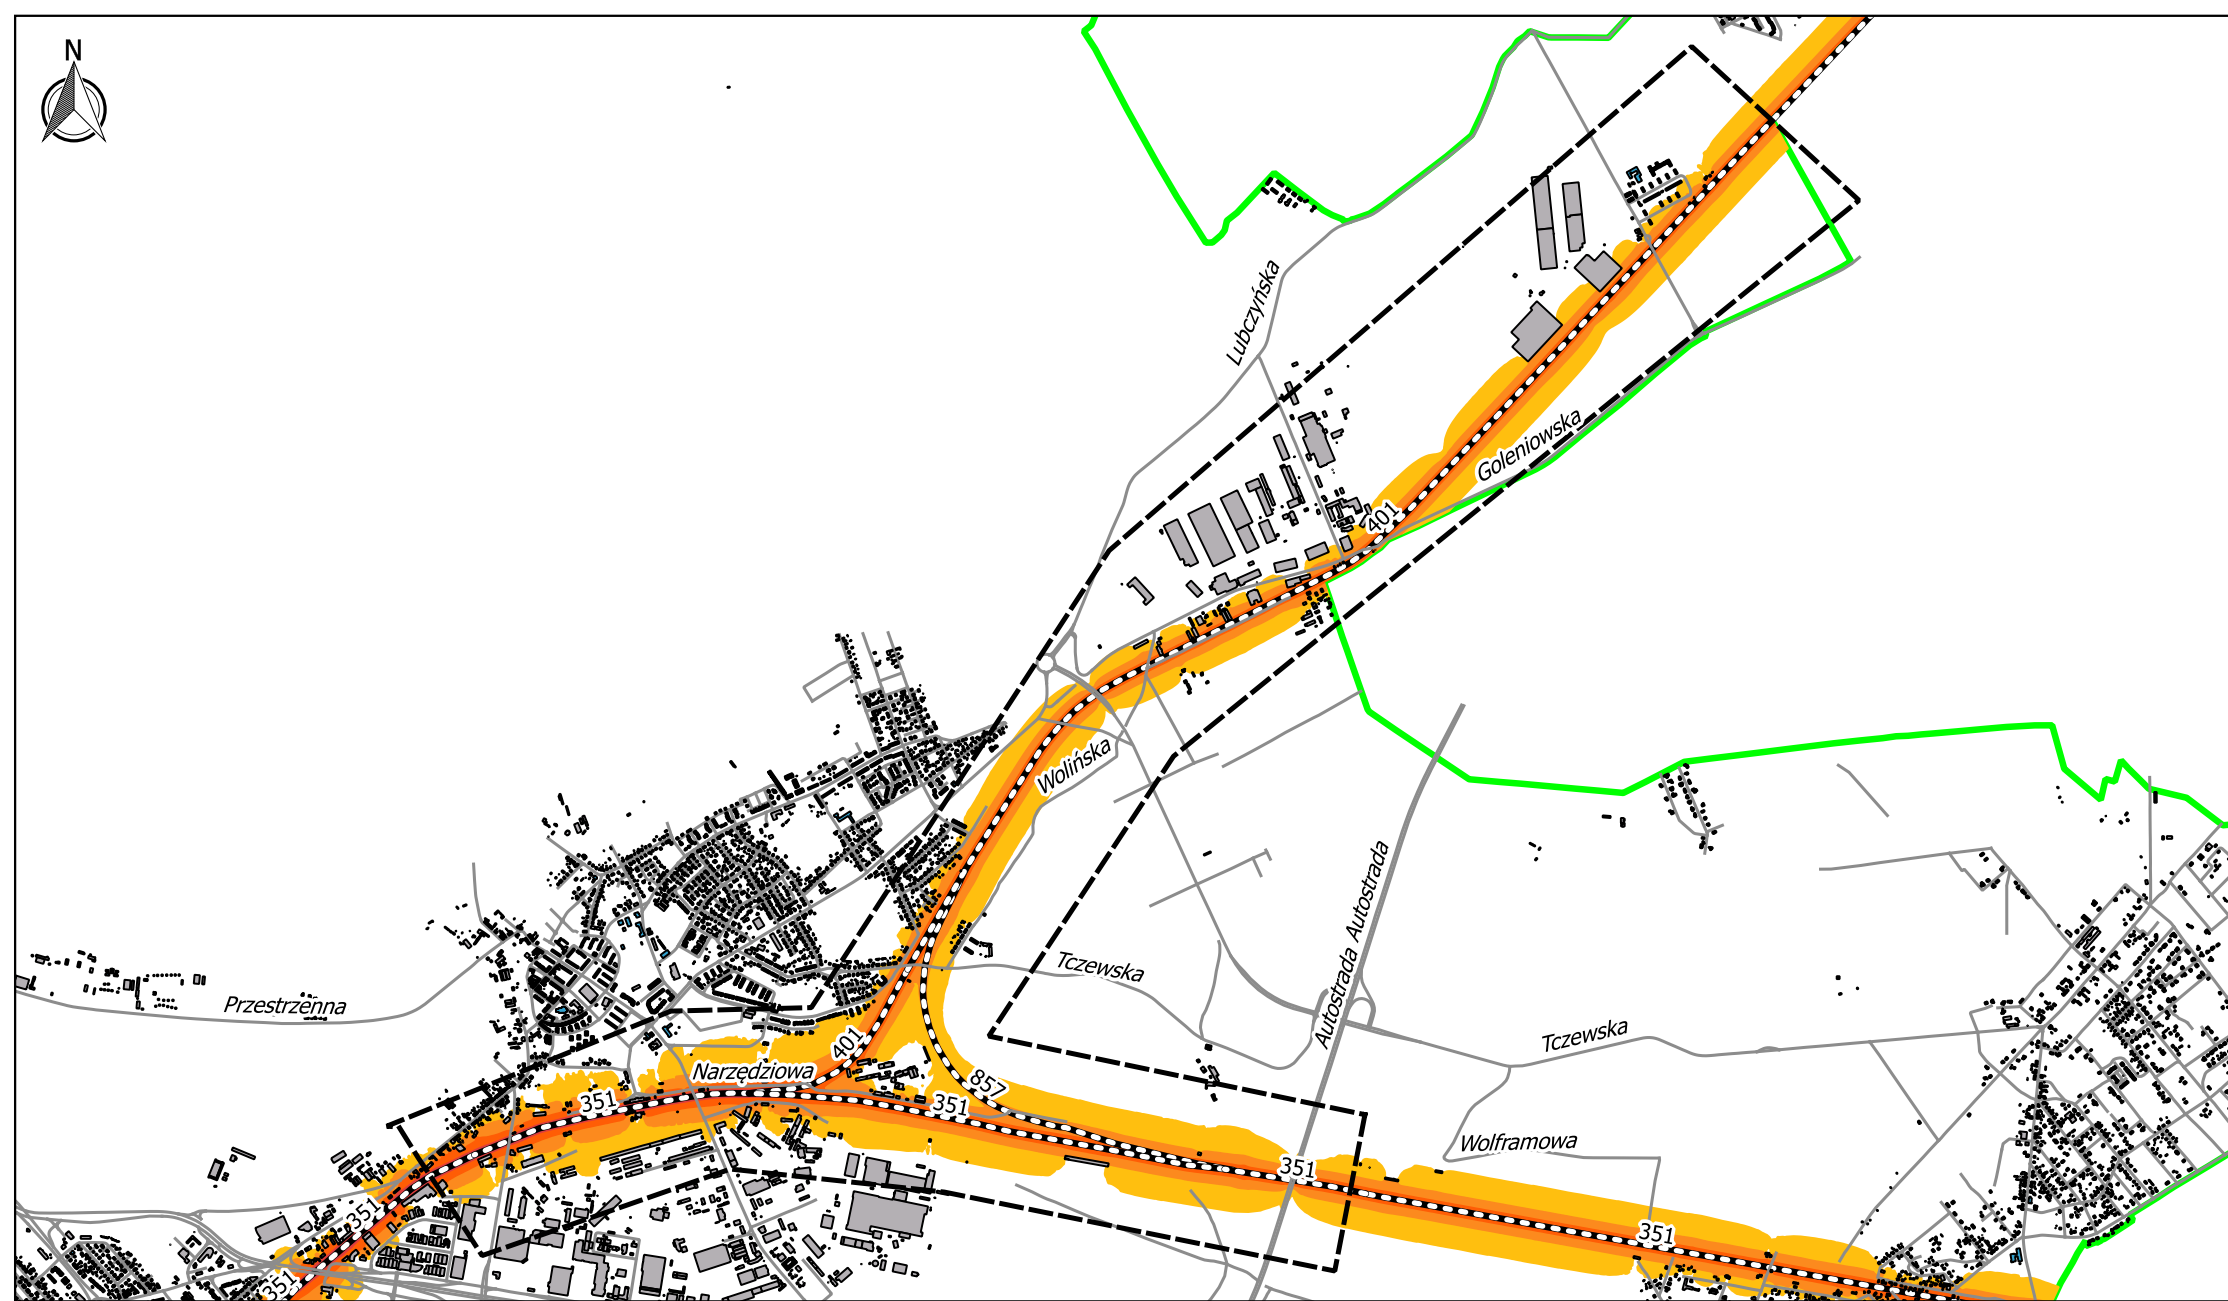 N
Lubczyńska
Goleniowska
401
Wolińska
Autostrada Autostrada
Tczewska
Przestrzenna
Tczewska
401
Narzędziowa
857
351
351
Wolframowa
351
351
351
351